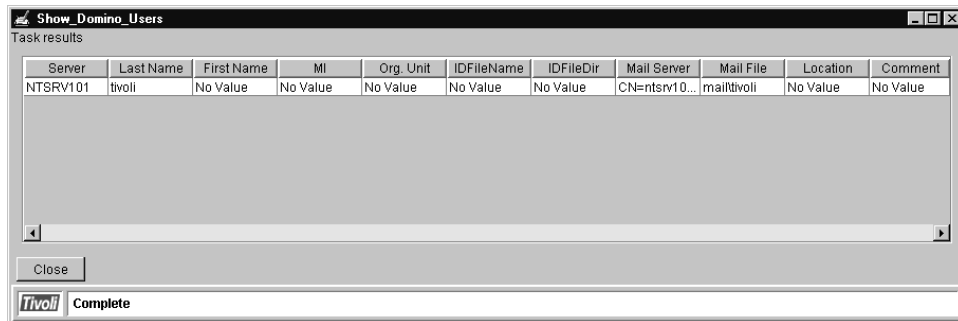 Show_Domino_Users
Task results
Server Last Name First Name MI Org. Unit IDFileName IDFileDir Mail Server Mail File Location Comment
NTSRV101 tivoli No Value No Value No Value No Value No Value CN=ntsrv10... mail\tivoli No Value No Value
Close
Tivoli Complete